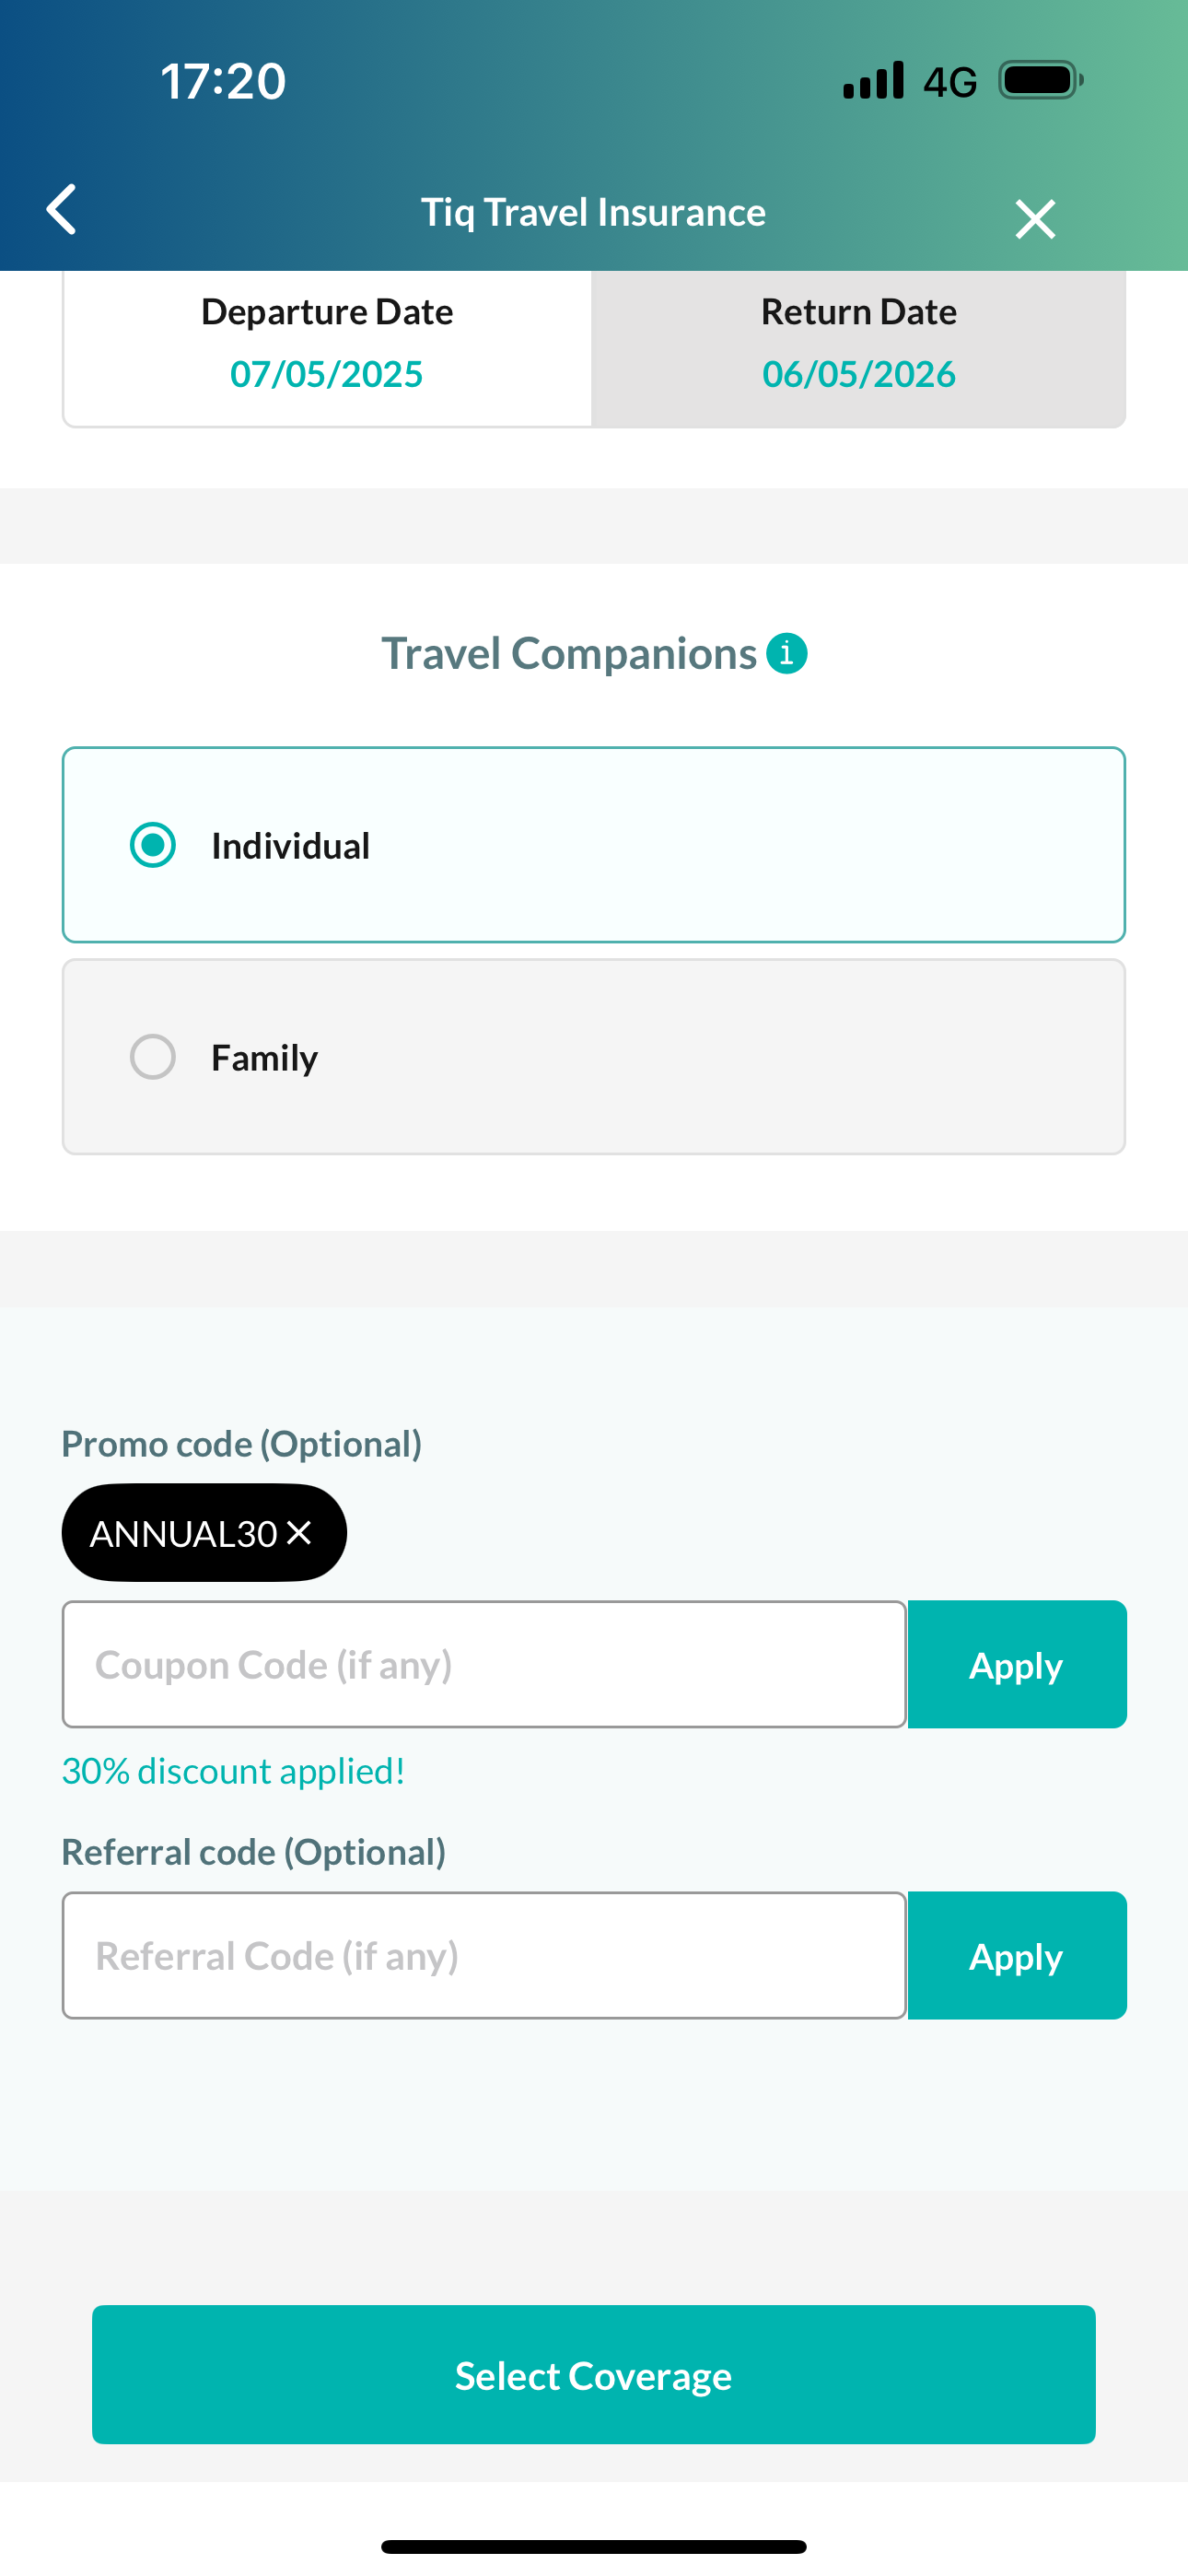 17:20
4G
Tiq Travel Insurance
Departure Date
Return Date
07/05/2025
06/05/2026
Travel Companions
Individual
Family
Promo code (Optional)
ANNUAL30
Coupon Code (if any)
Apply
30% discount applied!
Referral code (Optional)
Referral Code (if any)
Apply
Select Coverage